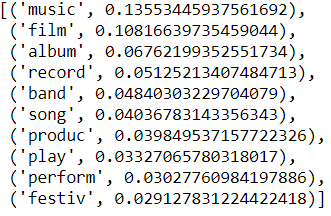 [('music', 0.13553445937561692),
('film', 0.10816639735459044),
('album', 0.06762199352551734),
('record', 0.05125213407484713),
('band', 0.04840303229704079),
('song', 0.04036783143356343),
('produc', 0.039849537157722326),
('play', 0.03327065780318017),
('perform', 0.03027760984197886),
('festiv', 0.029127831224422418)]